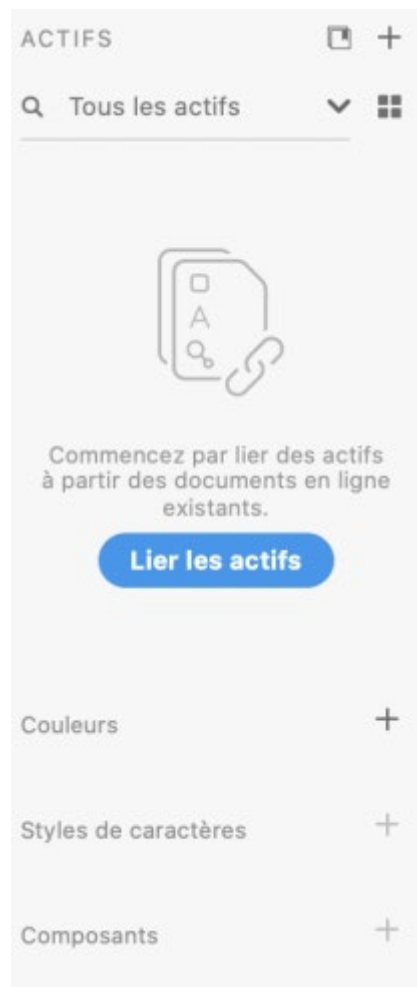 ACTIFS
Tous les actifs
A
Commencez par lier des actifs
à partir des documents en ligne
existants.
Lier les actifs
Couleurs
Styles de caractères
Composants